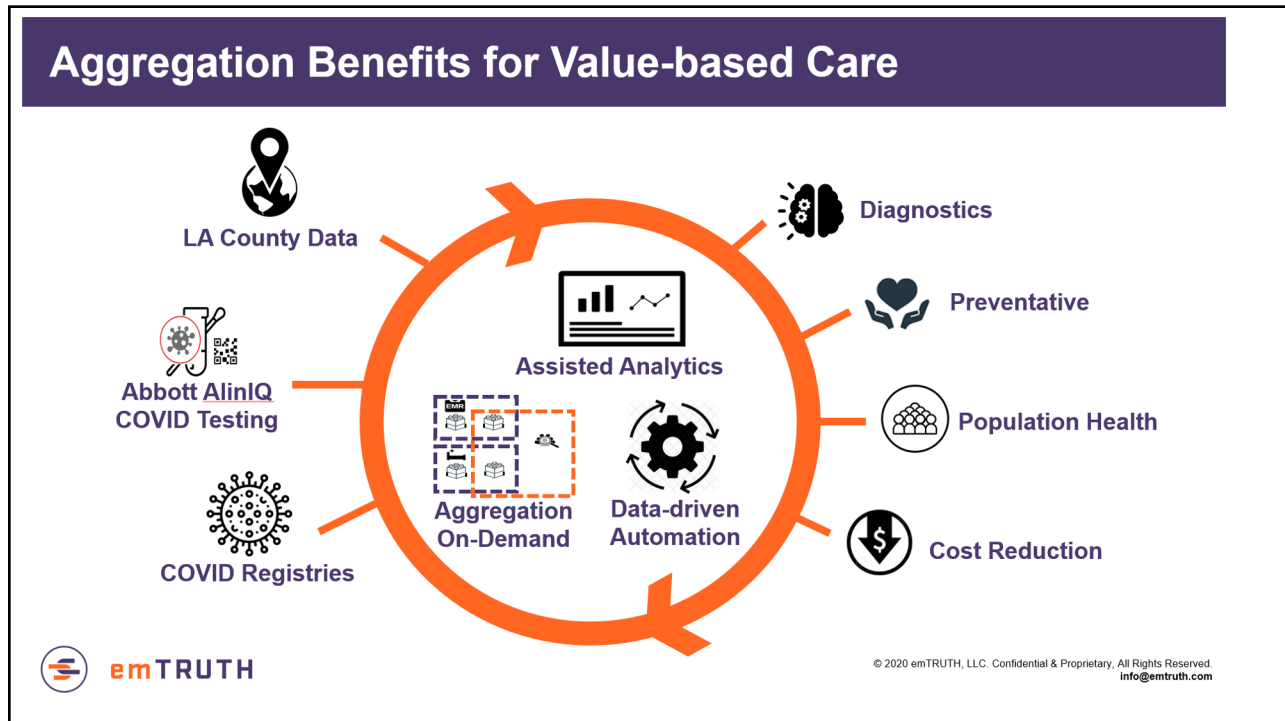 Aggregation Benefits for Value-based Care
LA County Data
Abbott AlinIQ
COVID Testing
COVID Registries
Assisted Analytics
EMR
Aggregation
On-Demand
Data-driven
Automation
Diagnostics
Preventative
Population Health
$
Cost Reduction
emTRUTH
© 2020 emTRUTH, LLC. Confidential & Proprietary, All Rights Reserved.
info@emtruth.com